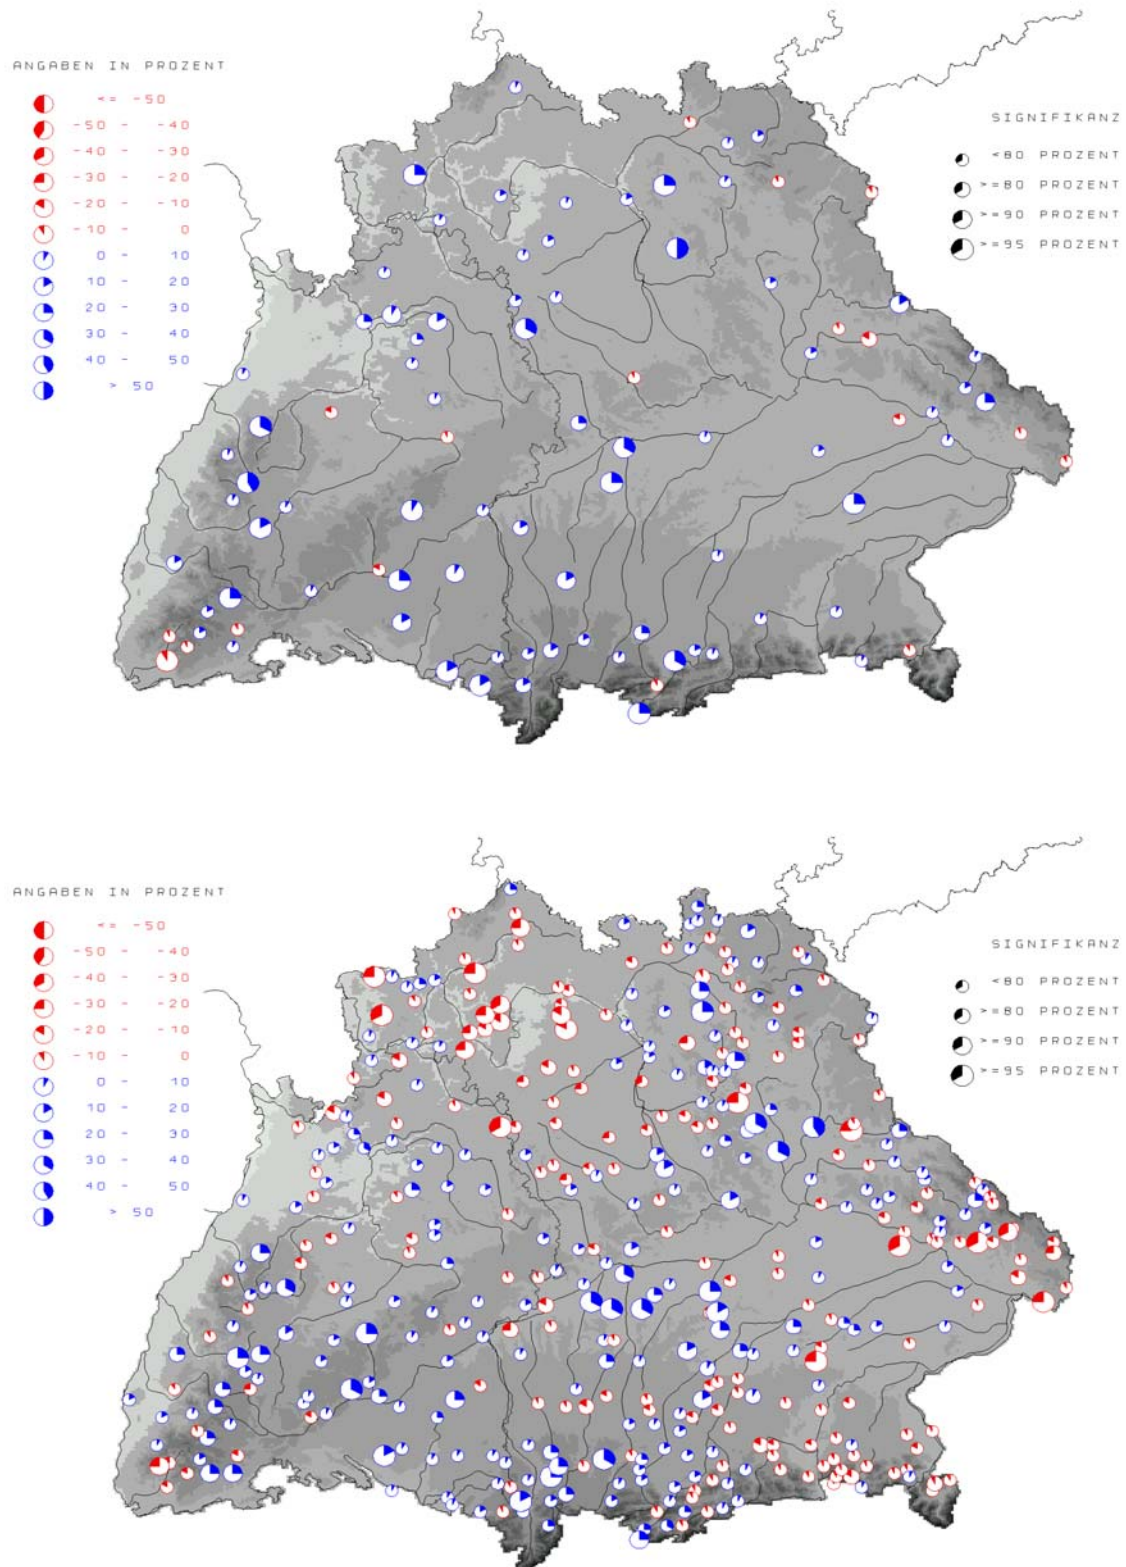 ANGABEN IN PROZENT
<= -50
-50 - -40
-40 - -30
-30 - -20
-20 - -10
-10 - 0
0 - 10
10 - 20
20 - 30
30 - 40
40 - 50
> 50
SIGNIFIKANZ
<80 PROZENT
>=80 PROZENT
>=90 PROZENT
>=95 PROZENT
ANGABEN IN PROZENT
<= -50
-50 - -40
-40 - -30
-30 - -20
-20 - -10
-10 - 0
0 - 10
10 - 20
20 - 30
30 - 40
40 - 50
> 50
SIGNIFIKANZ
<80 PROZENT
>=80 PROZENT
>=90 PROZENT
>=95 PROZENT